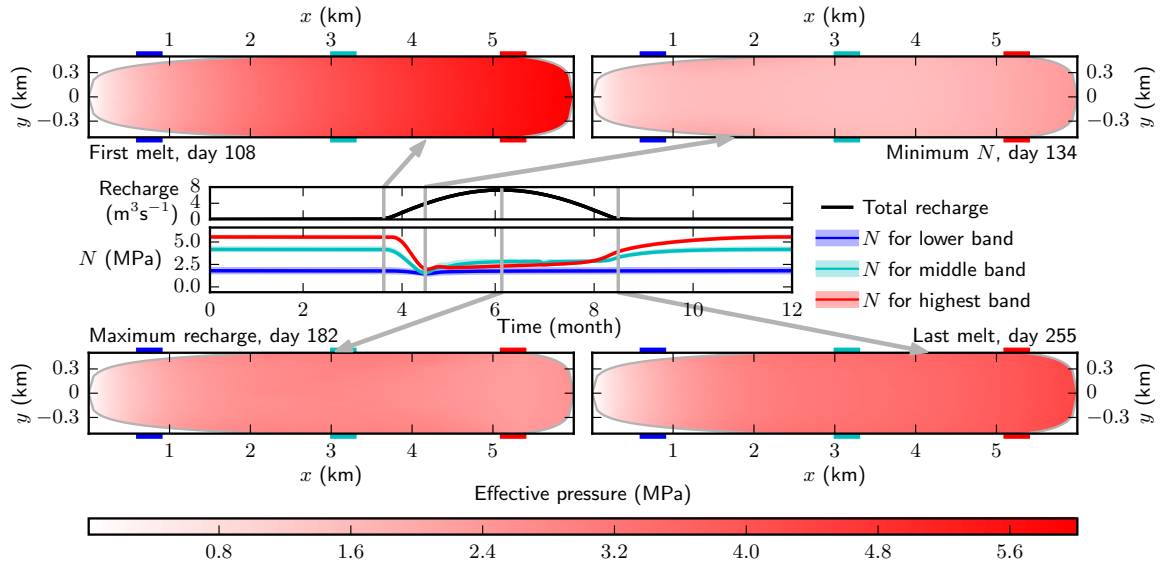 x (km)
x (km)
1 2 3 4 5
1 2 3 4 5
y (km)
0.3
0
−0.3
0.3
0
−0.3
y (km)
First melt, day 108
Minimum N, day 134
Recharge
(m³s⁻¹)
8
4
0
N (MPa)
5.0
2.5
0.0
0 2 4 6 8 10 12
Time (month)
Total recharge
N for lower band
N for middle band
N for highest band
Maximum recharge, day 182
Last melt, day 255
y (km)
0.3
0
−0.3
0.3
0
−0.3
y (km)
1 2 3 4 5
1 2 3 4 5
x (km)
x (km)
Effective pressure (MPa)
0.8 1.6 2.4 3.2 4.0 4.8 5.6